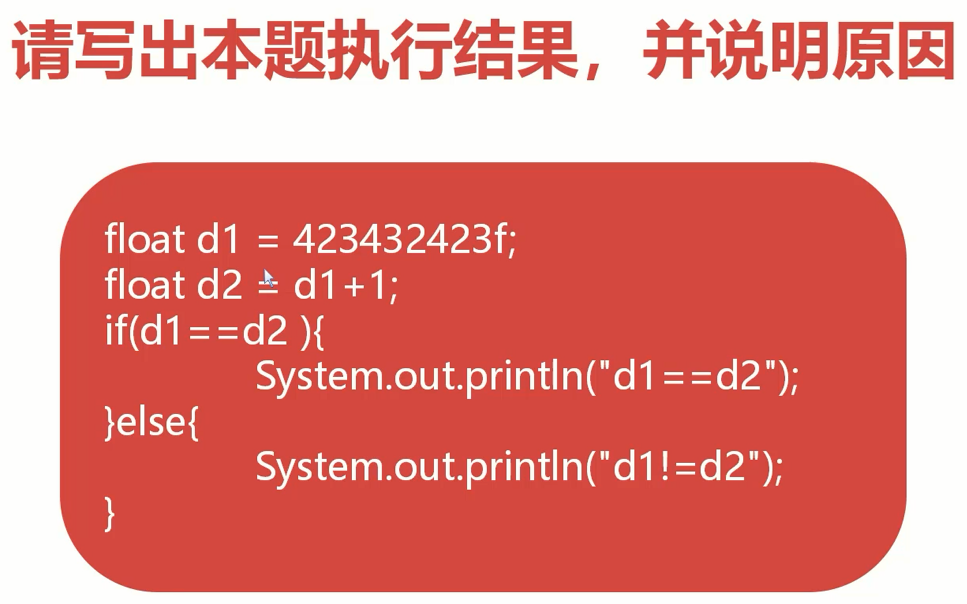 请写出本题执行结果，并说明原因
float d1 = 423432423f;
float d2 = d1+1;
if(d1==d2 ){
System.out.println("d1==d2");
}else{
System.out.println("d1!=d2");
}